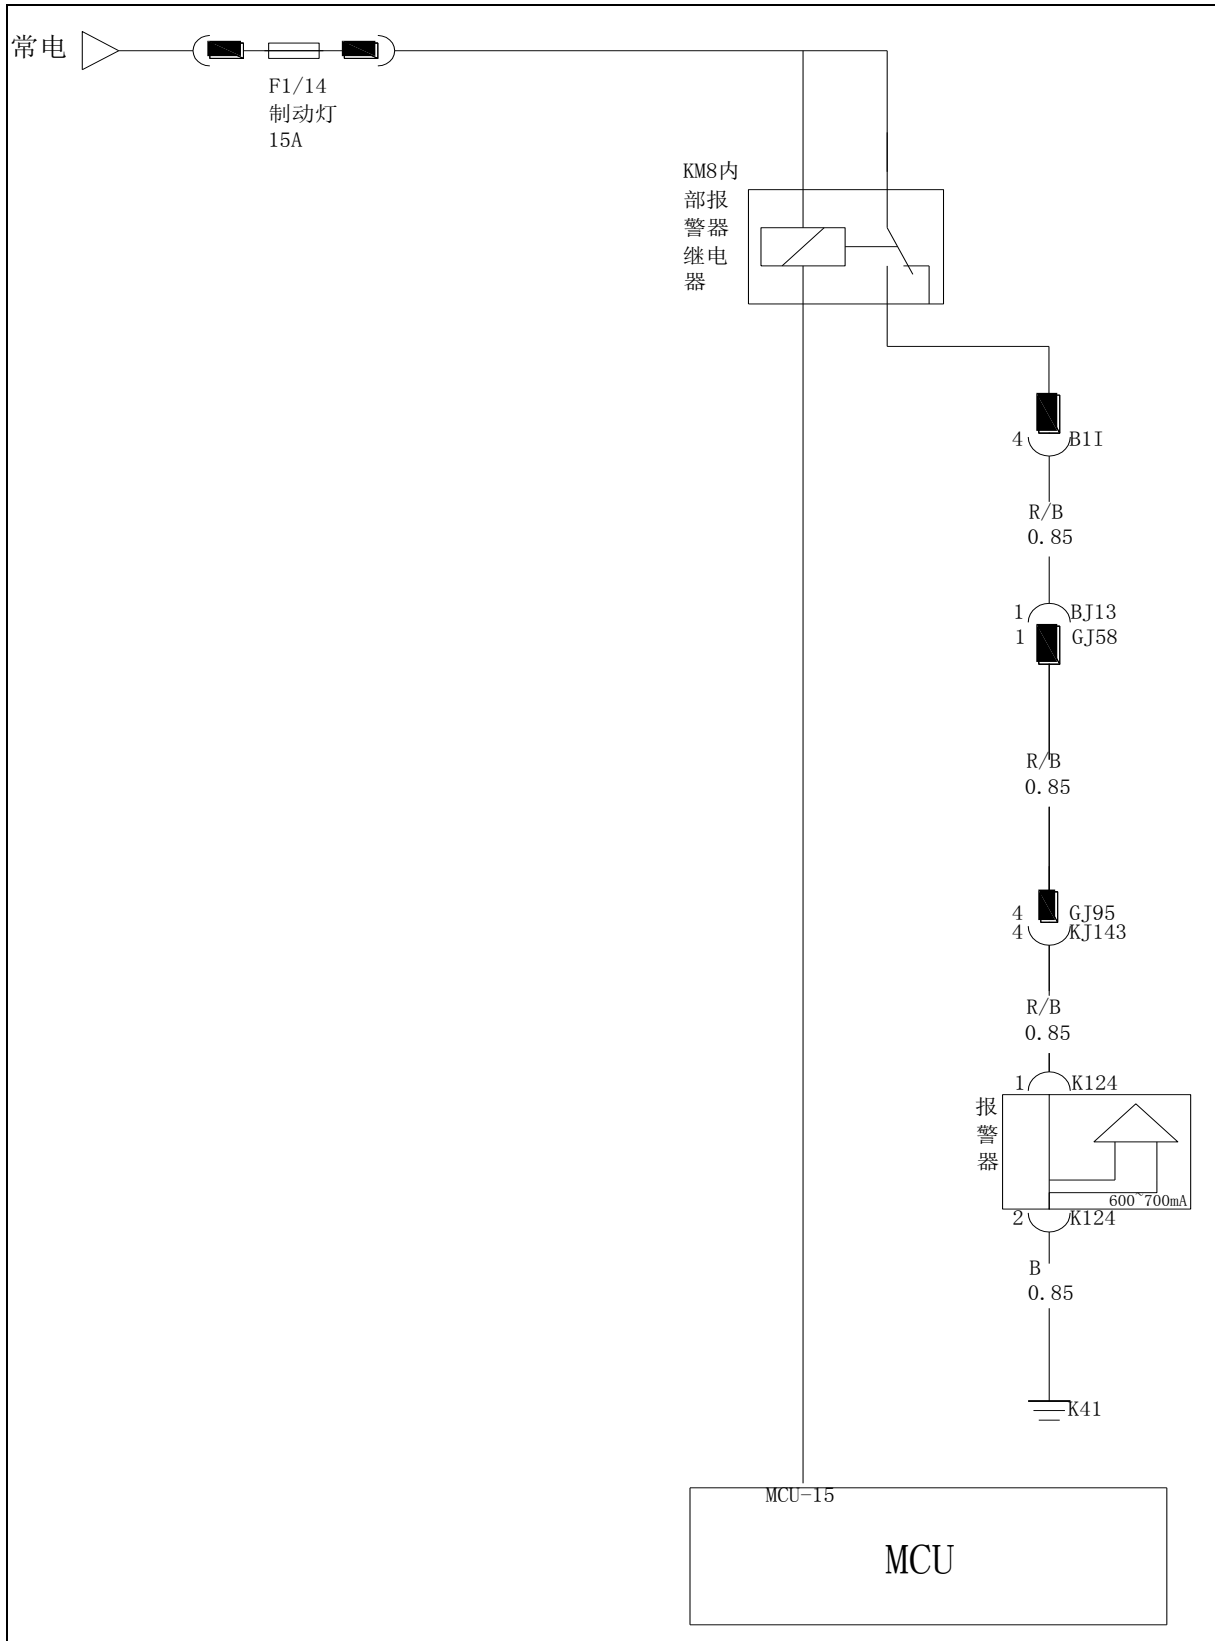 常电
F1/14
制动灯
15A
KM8内
部报
警器
继电
器
4 B1I
R/B
0.85
1 BJ13
1 GJ58
R/B
0.85
4 GJ95
4 KJ143
R/B
0.85
1 K124
报
警
器
600~700mA
2 K124
B
0.85
K41
MCU-15
MCU